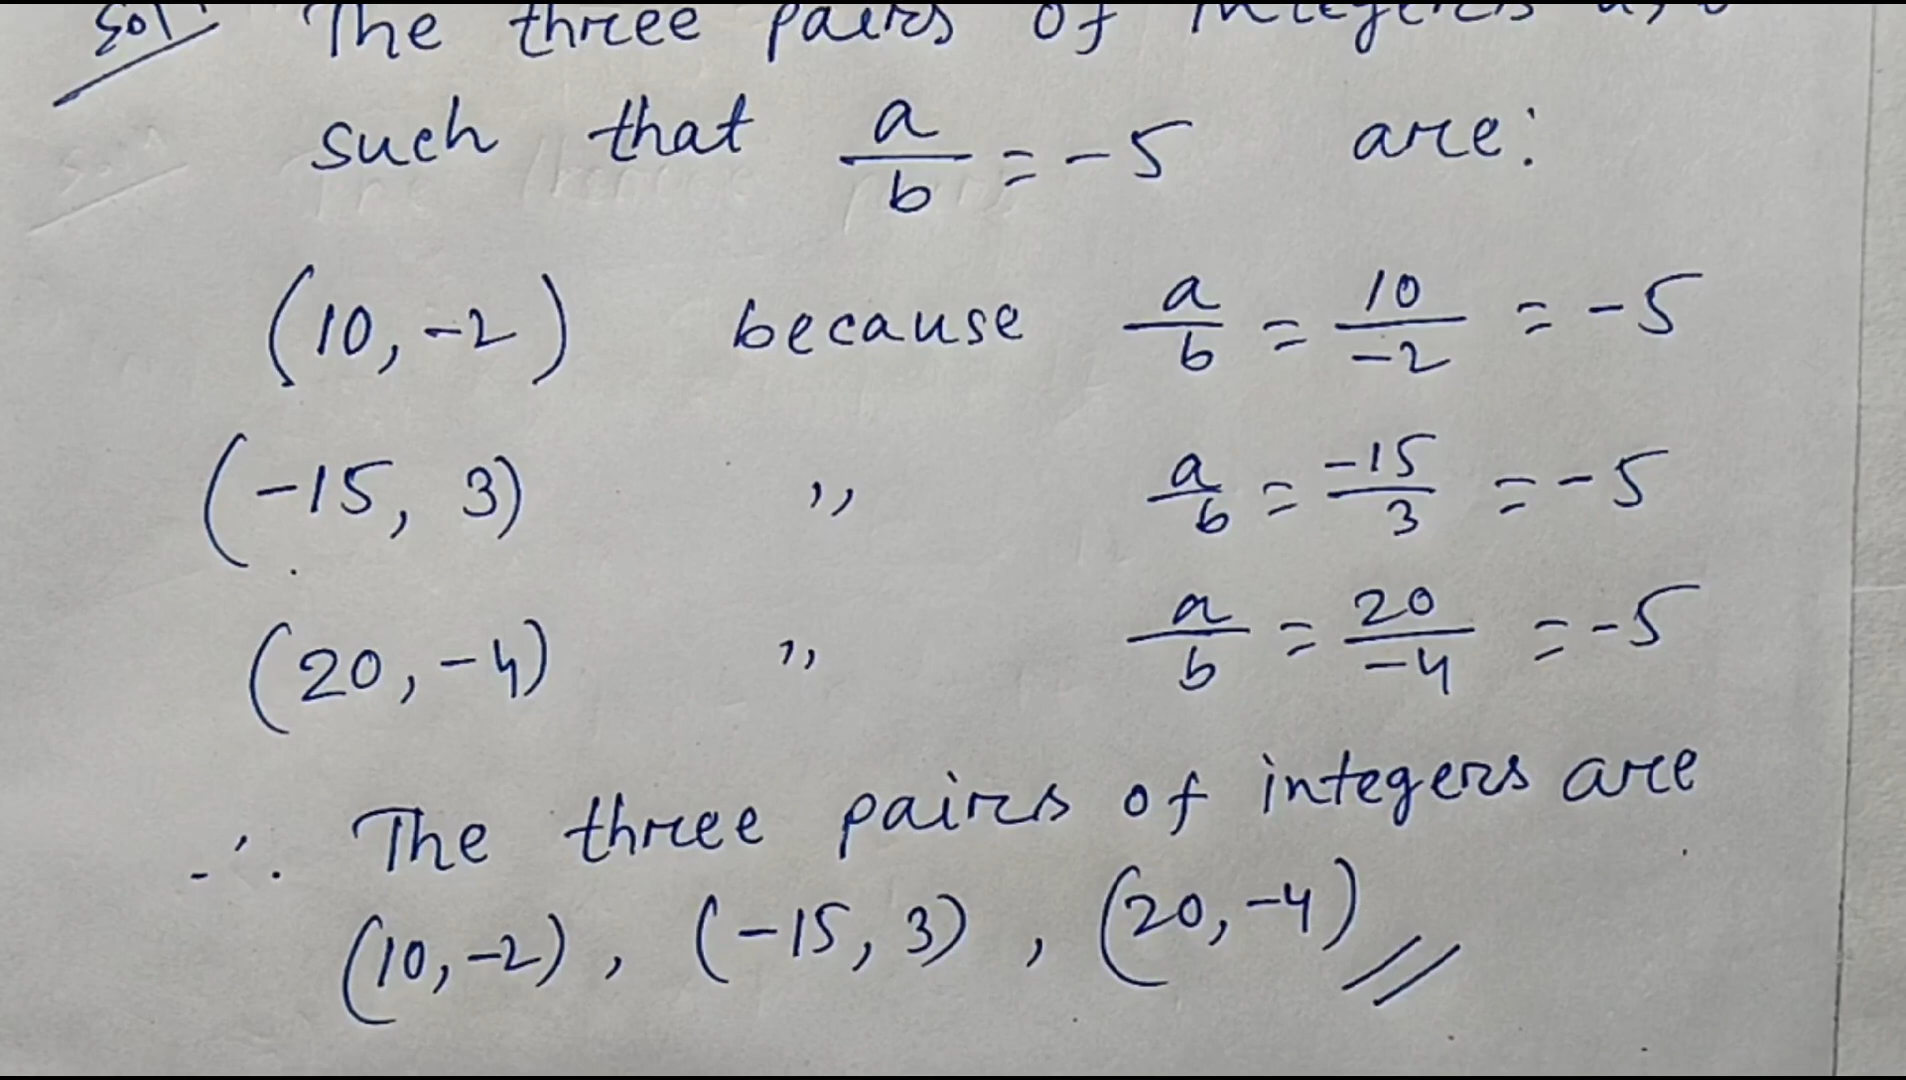 Sol. The three pairs of integers a, b
such that a/b = -5 are:
(10, -2) because a/b = 10/-2 = -5
(-15, 3) ,, a/b = -15/3 = -5
(20, -4) ,, a/b = 20/-4 = -5
∴ The three pairs of integers are
(10, -2), (-15, 3), (20, -4)//